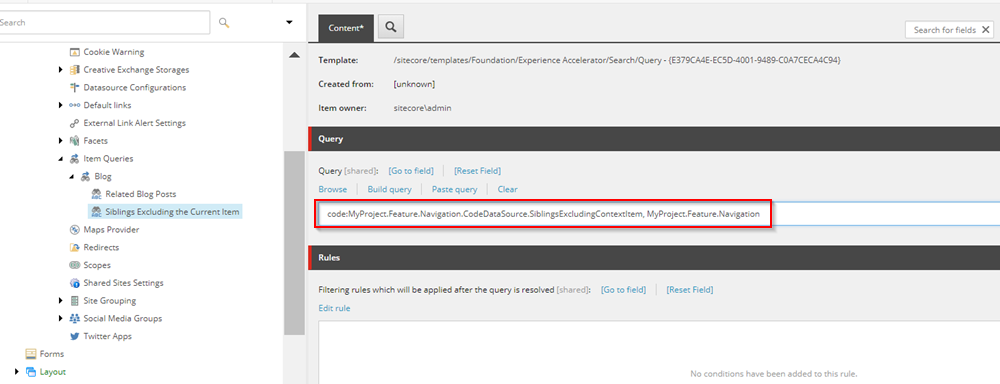 Search
Cookie Warning
Creative Exchange Storages
Datasource Configurations
Default links
External Link Alert Settings
Facets
Item Queries
Blog
Related Blog Posts
Siblings Excluding the Current Item
Maps Provider
Redirects
Scopes
Shared Sites Settings
Site Grouping
Social Media Groups
Twitter Apps
Forms
Layout
Content*
Search for fields
Template: /sitecore/templates/Foundation/Experience Accelerator/Search/Query - {E379CA4E-EC5D-4001-9489-C0A7CECA4C94}
Created from: [unknown]
Item owner: sitecore\admin
Query
Query [shared]: [Go to field] [Reset Field]
Browse Build query Paste query Clear
code:MyProject.Feature.Navigation.CodeDataSource.SiblingsExcludingContextItem, MyProject.Feature.Navigation
Rules
Filtering rules which will be applied after the query is resolved [shared]: [Go to field] [Reset Field]
Edit rule
No conditions have been added to this rule.